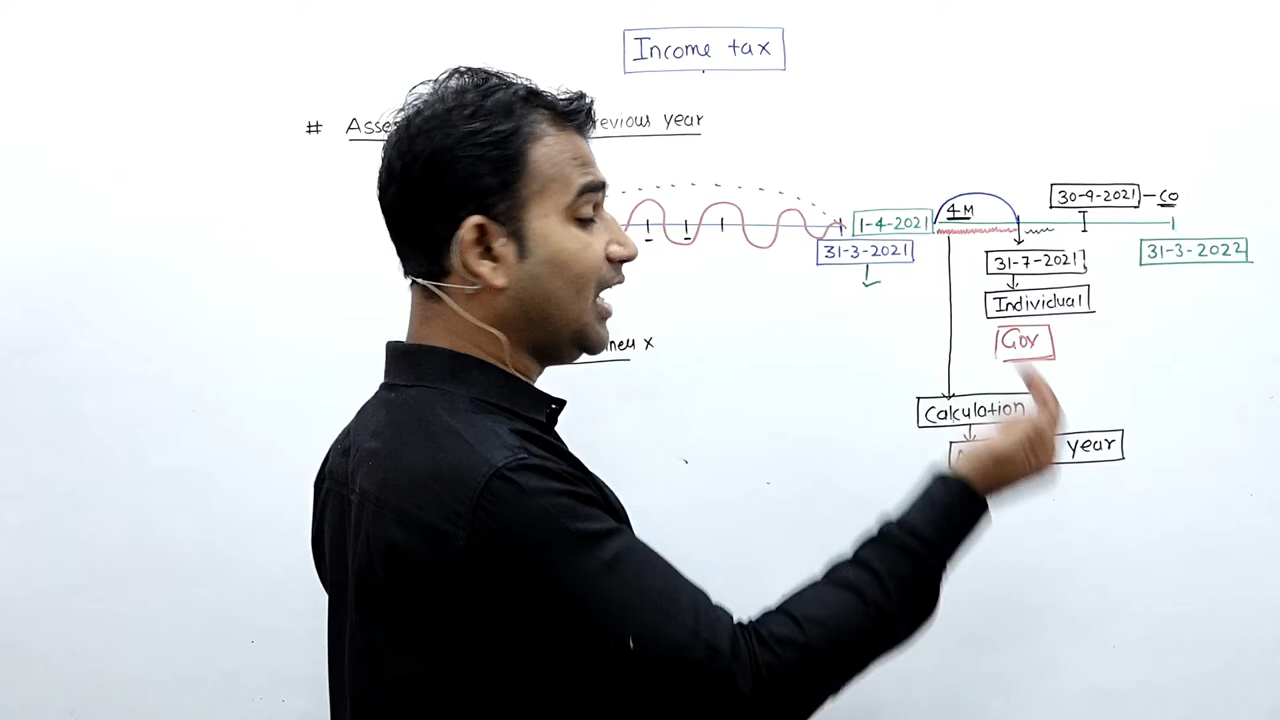 Income tax
# Asse revious year
30-9-2021 - CO
4M
1-4-2021
31-3-2021
31-7-2021
31-3-2022
Individual
Gov
ness x
Calculation
year